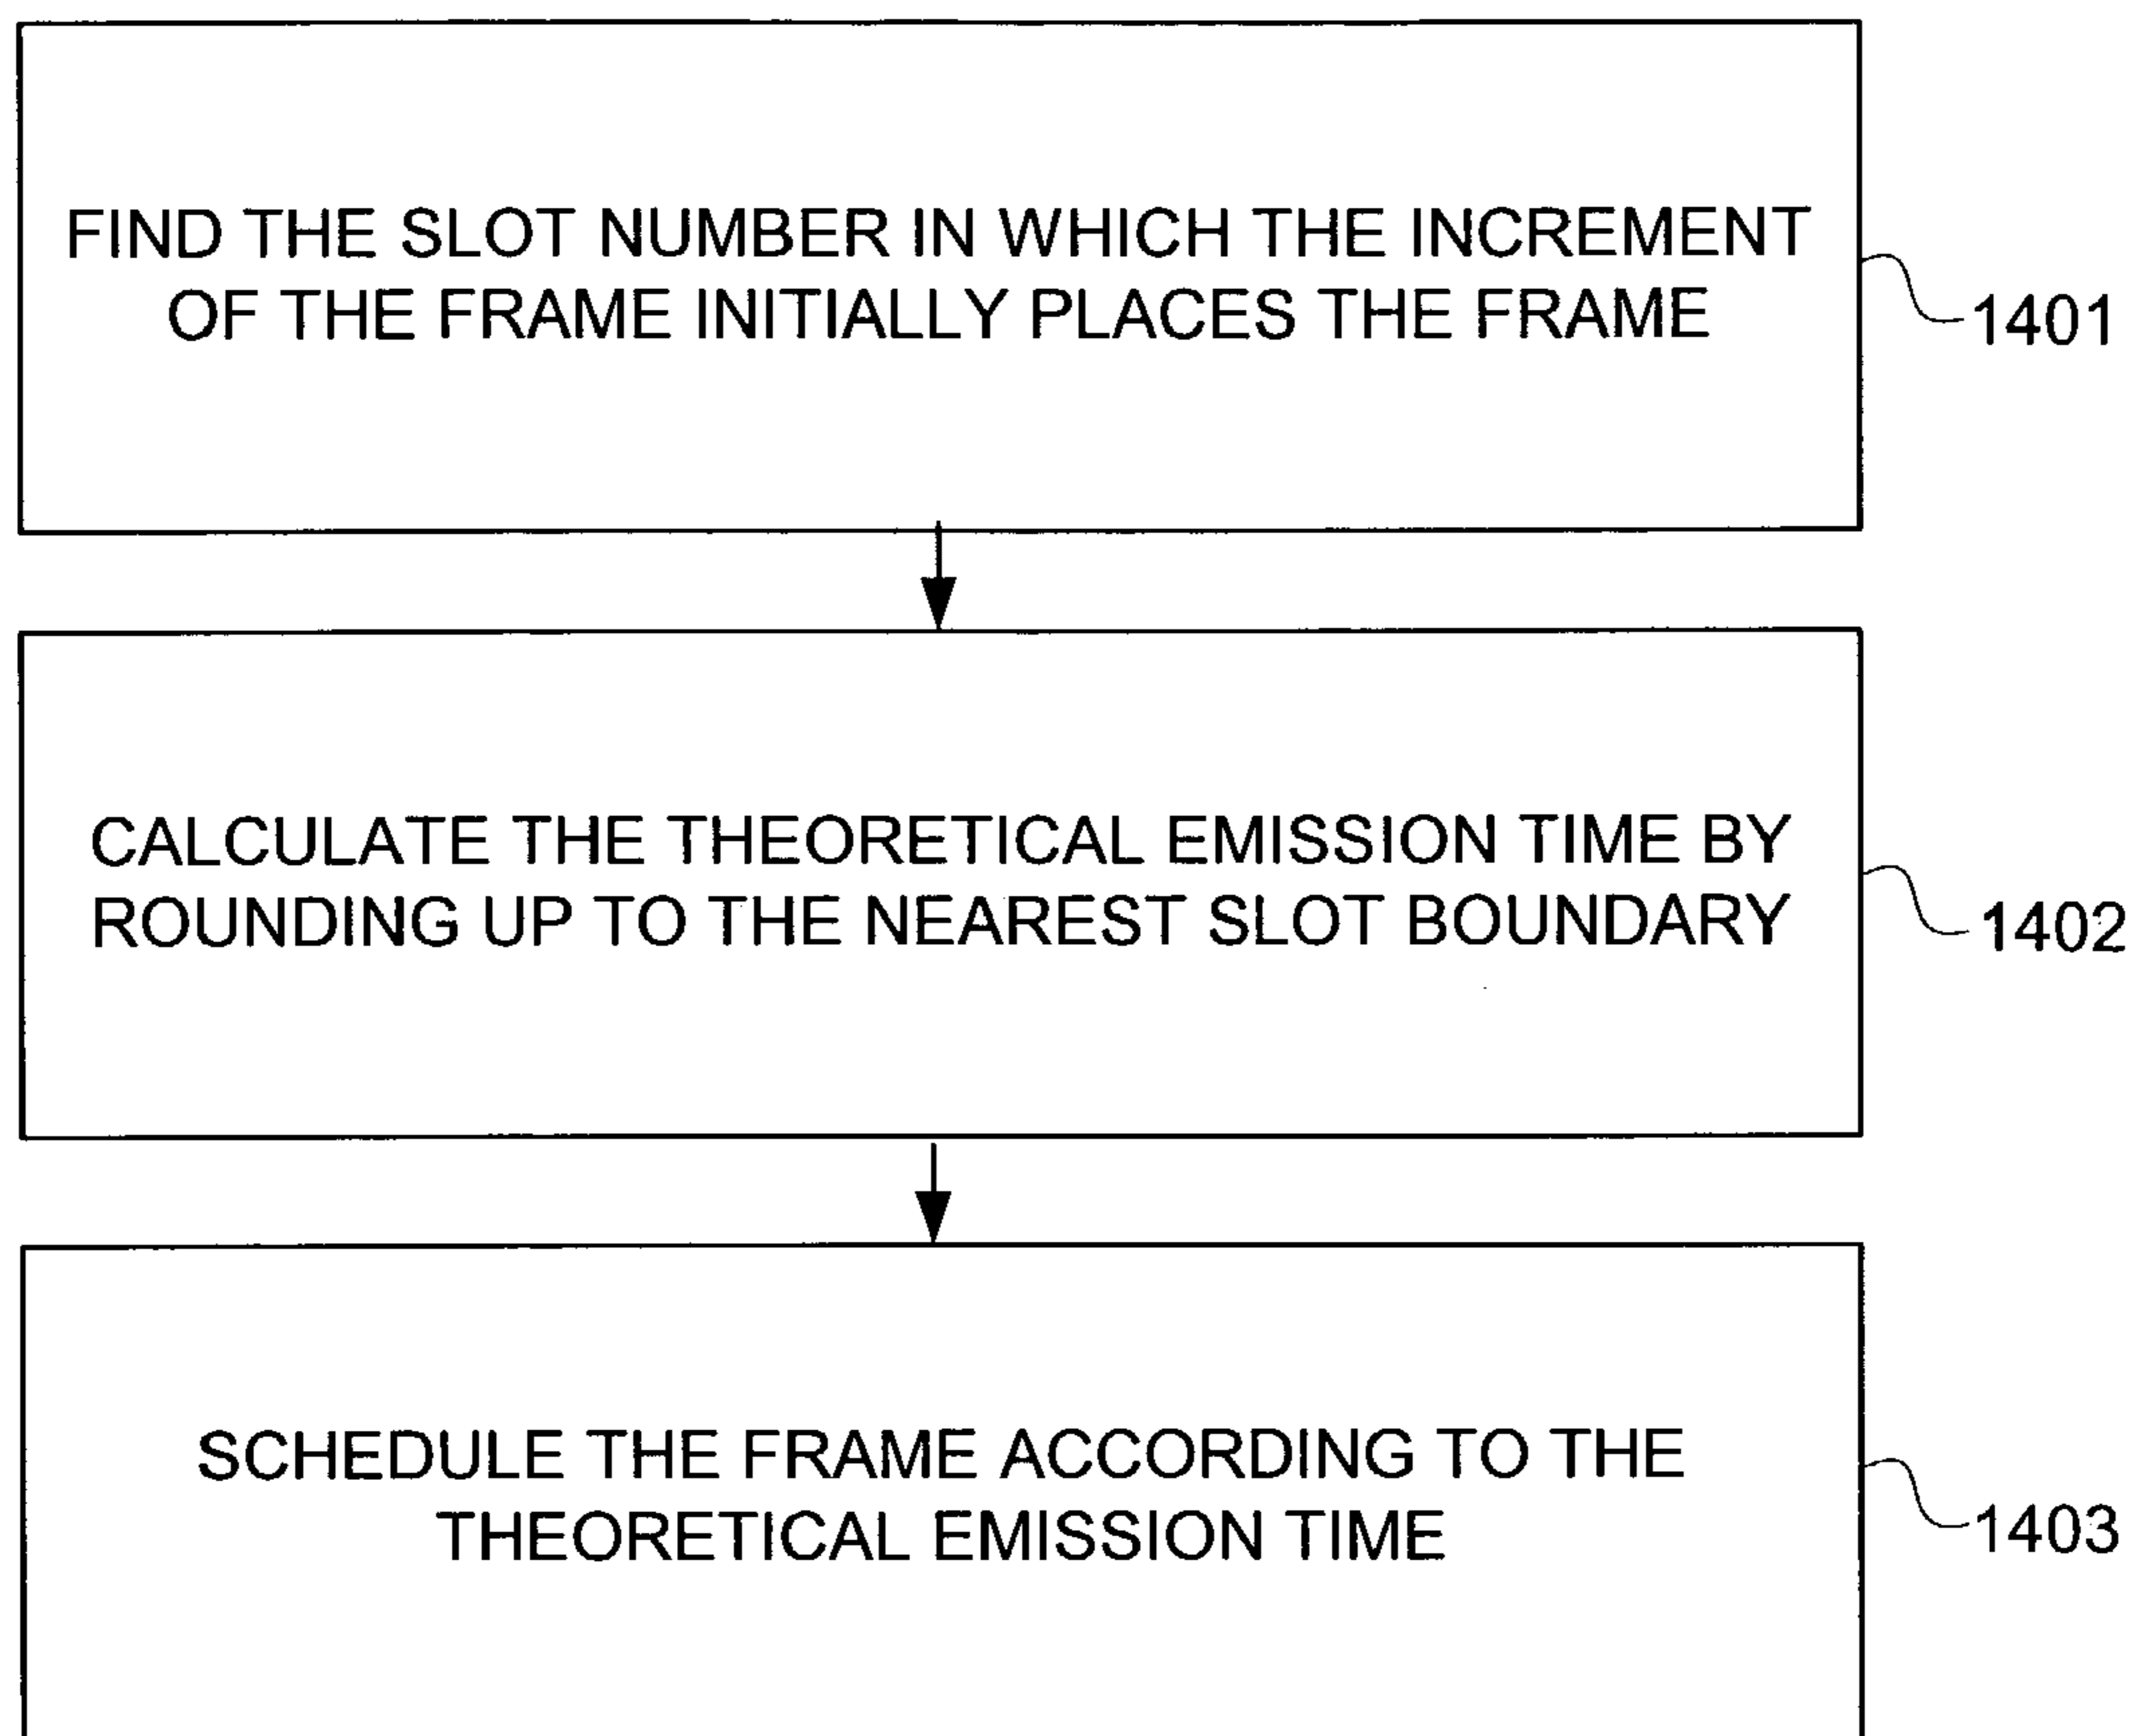 FIND THE SLOT NUMBER IN WHICH THE INCREMENT
OF THE FRAME INITIALLY PLACES THE FRAME
1401
CALCULATE THE THEORETICAL EMISSION TIME BY
ROUNDING UP TO THE NEAREST SLOT BOUNDARY
1402
SCHEDULE THE FRAME ACCORDING TO THE
THEORETICAL EMISSION TIME
1403